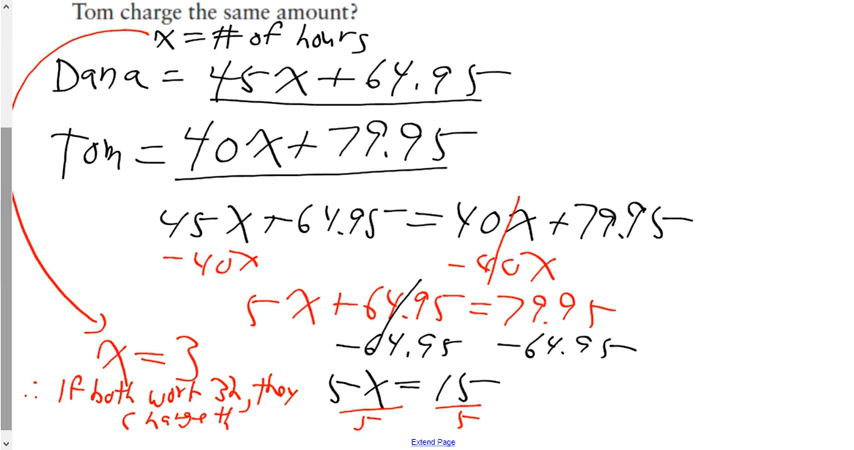 Tom charge the same amount?
x = # of hours
Dana = 45x + 64.95
Tom = 40x + 79.95
45x + 64.95 = 40x + 79.95
-40x -40x
5x + 64.95 = 79.95
-64.95 -64.95
5x = 15
5 5
x = 3
∴ If both work 3h, they
charge th
Extend Page